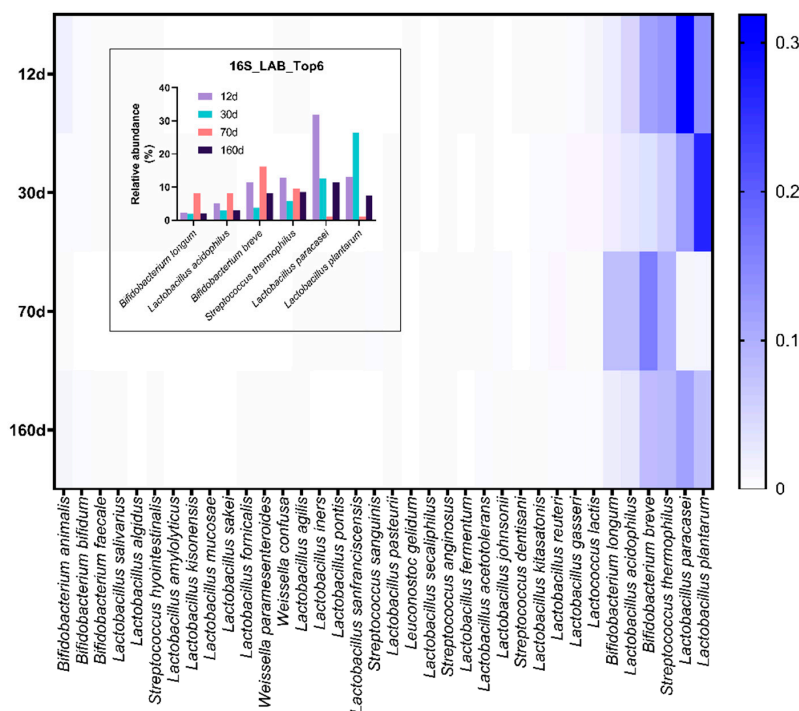 16S_LAB_Top6
Relative abundance
(%)
40
30
20
10
0
12d
30d
70d
160d
Bifidobacterium longum
Lactobacillus acidophilus
Bifidobacterium breve
Streptococcus thermophilus
Lactobacillus paracasei
Lactobacillus plantarum
12d
30d
70d
160d
0.3
0.2
0.1
0
Bifidobacterium animalis
Bifidobacterium bifidum
Bifidobacterium faecale
Lactobacillus salivarius
Lactobacillus algidus
Streptococcus hyointestinalis
Lactobacillus amylolyticus
Lactobacillus kisonensis
Lactobacillus mucosae
Lactobacillus sakei
Lactobacillus fornicalis
Weissella paramesenteroides
Weissella confusa
Lactobacillus agilis
Lactobacillus iners
Lactobacillus pontis
Lactobacillus sanfranciscensis
Streptococcus sanguinis
Lactobacillus pasteurii
Leuconostoc gelidum
Lactobacillus secaliphilus
Streptococcus anginosus
Lactobacillus fermentum
Lactobacillus acetotolerans
Lactobacillus johnsonii
Streptococcus dentisani
Lactobacillus kitasatonis
Lactobacillus reuteri
Lactobacillus gasseri
Lactococcus lactis
Bifidobacterium longum
Lactobacillus acidophilus
Bifidobacterium breve
Streptococcus thermophilus
Lactobacillus paracasei
Lactobacillus plantarum